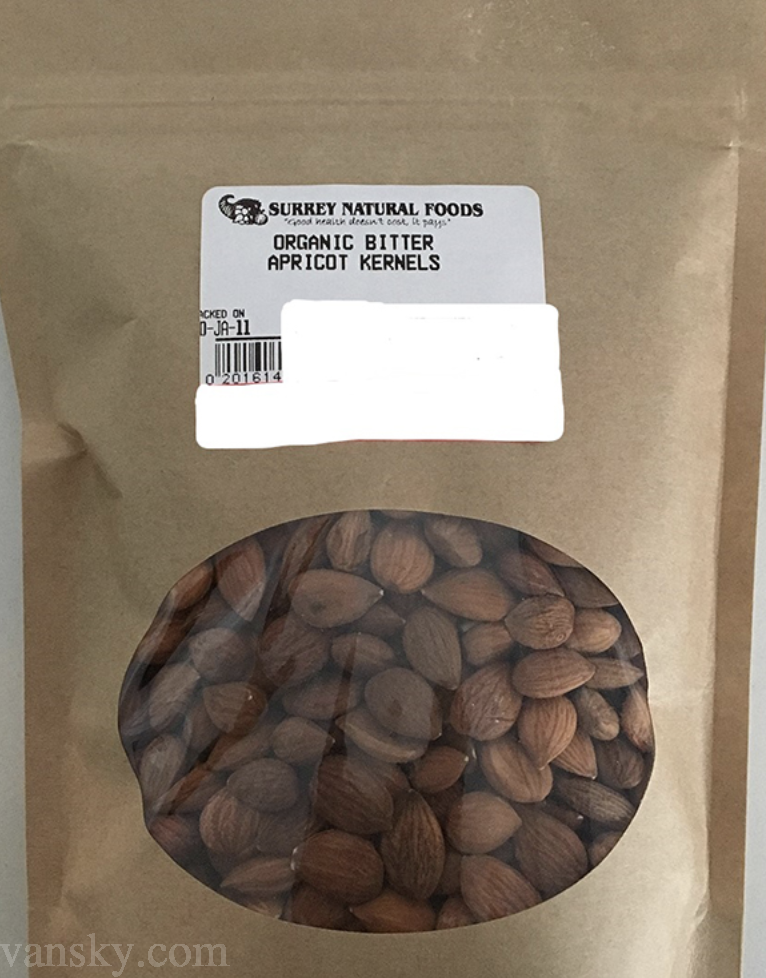 SURREY NATURAL FOODS
"Good health doesn't cost, it pays"
ORGANIC BITTER
APRICOT KERNELS
ACKED ON
0-JA-11
0 201614
vansky.com